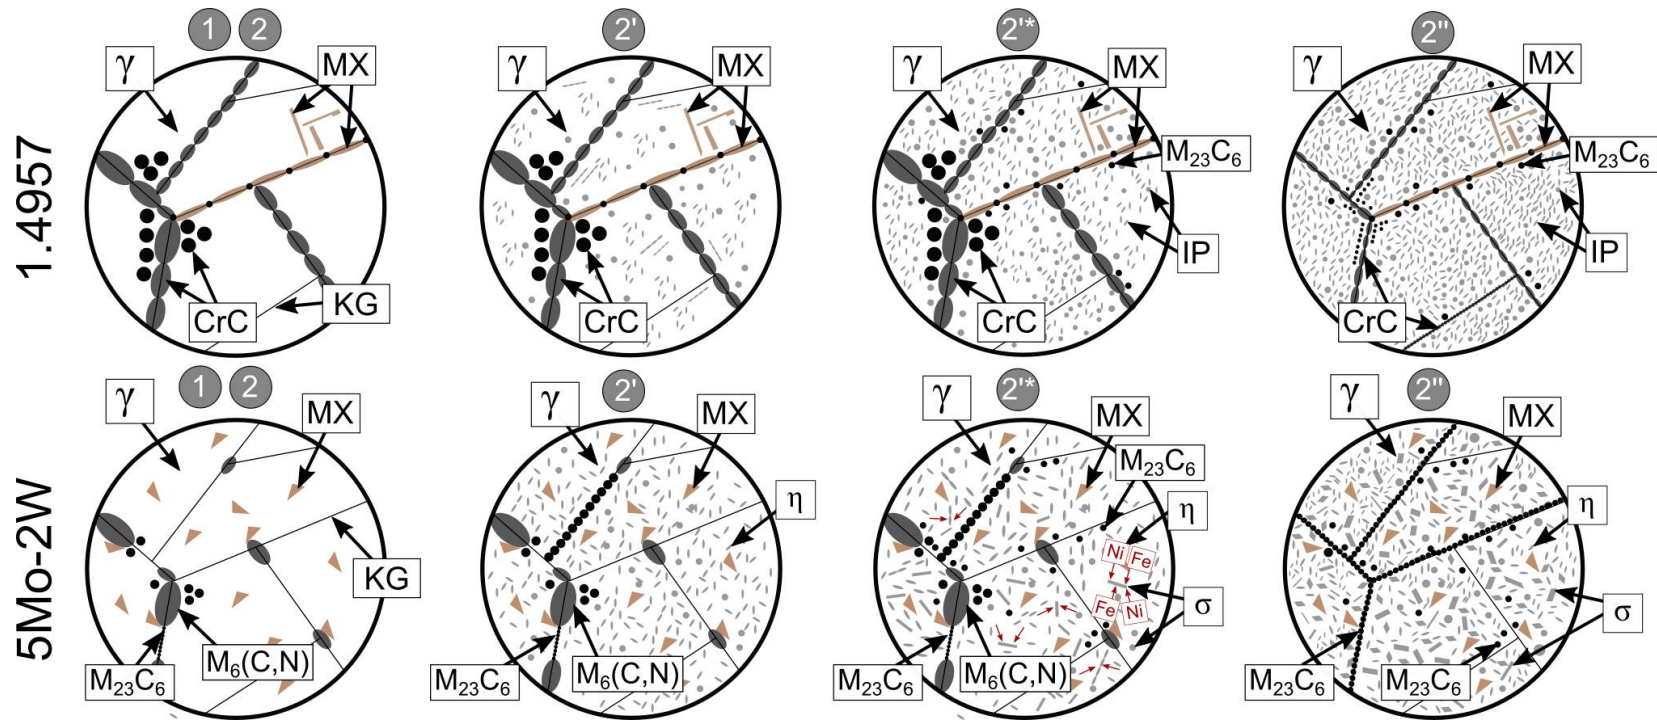 1 2
2'
2'*
2"
1.4957
γ
MX
CrC
KG
γ
MX
CrC
γ
MX
M₂₃C₆
IP
CrC
γ
MX
M₂₃C₆
IP
CrC
1 2
2'
2'*
2"
5Mo-2W
γ
MX
KG
M₆(C,N)
M₂₃C₆
γ
MX
η
M₆(C,N)
M₂₃C₆
γ
MX
M₂₃C₆
η
Ni Fe
Fe Ni
σ
M₆(C,N)
M₂₃C₆
γ
MX
η
σ
M₂₃C₆
M₂₃C₆